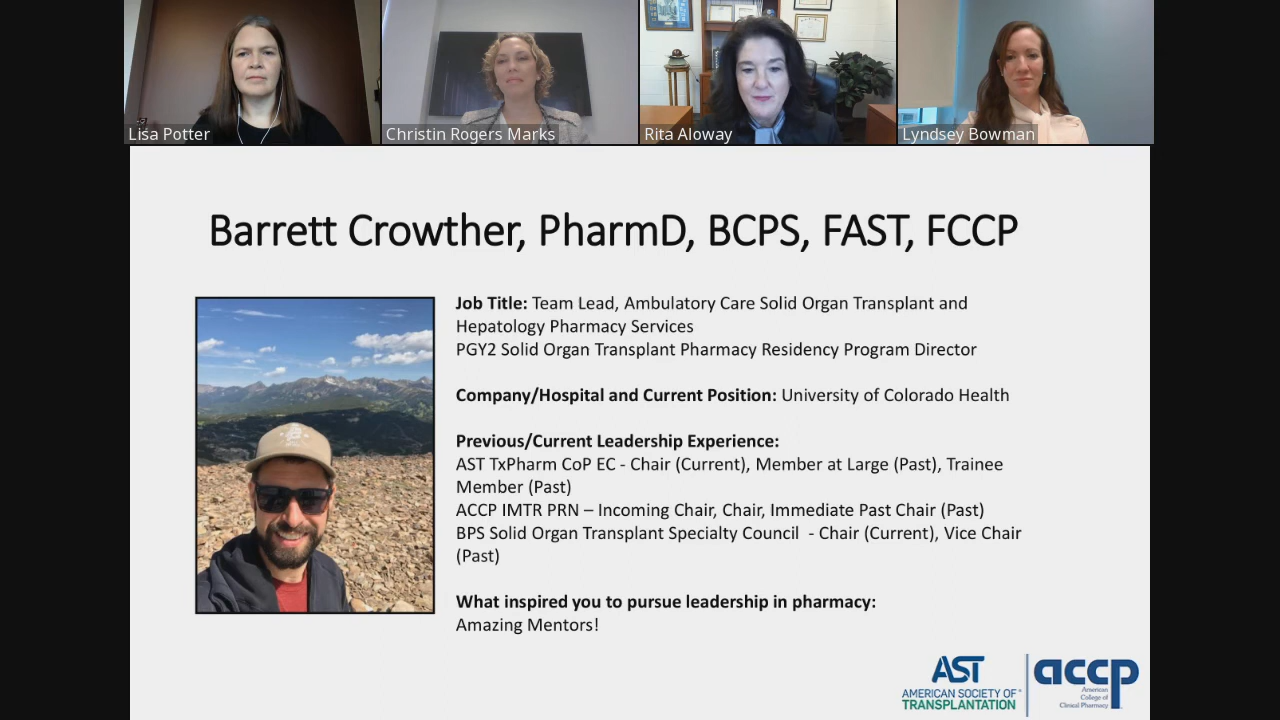 Lisa Potter
Christin Rogers Marks
Rita Aloway
Lyndsey Bowman
Barrett Crowther, PharmD, BCPS, FAST, FCCP
Job Title: Team Lead, Ambulatory Care Solid Organ Transplant and
Hepatology Pharmacy Services
PGY2 Solid Organ Transplant Pharmacy Residency Program Director
Company/Hospital and Current Position: University of Colorado Health
Previous/Current Leadership Experience:
AST TxPharm CoP EC - Chair (Current), Member at Large (Past), Trainee
Member (Past)
ACCP IMTR PRN – Incoming Chair, Chair, Immediate Past Chair (Past)
BPS Solid Organ Transplant Specialty Council - Chair (Current), Vice Chair
(Past)
What inspired you to pursue leadership in pharmacy:
Amazing Mentors!
AST
AMERICAN SOCIETY OF
TRANSPLANTATION
accp
American
College of
Clinical Pharmacy